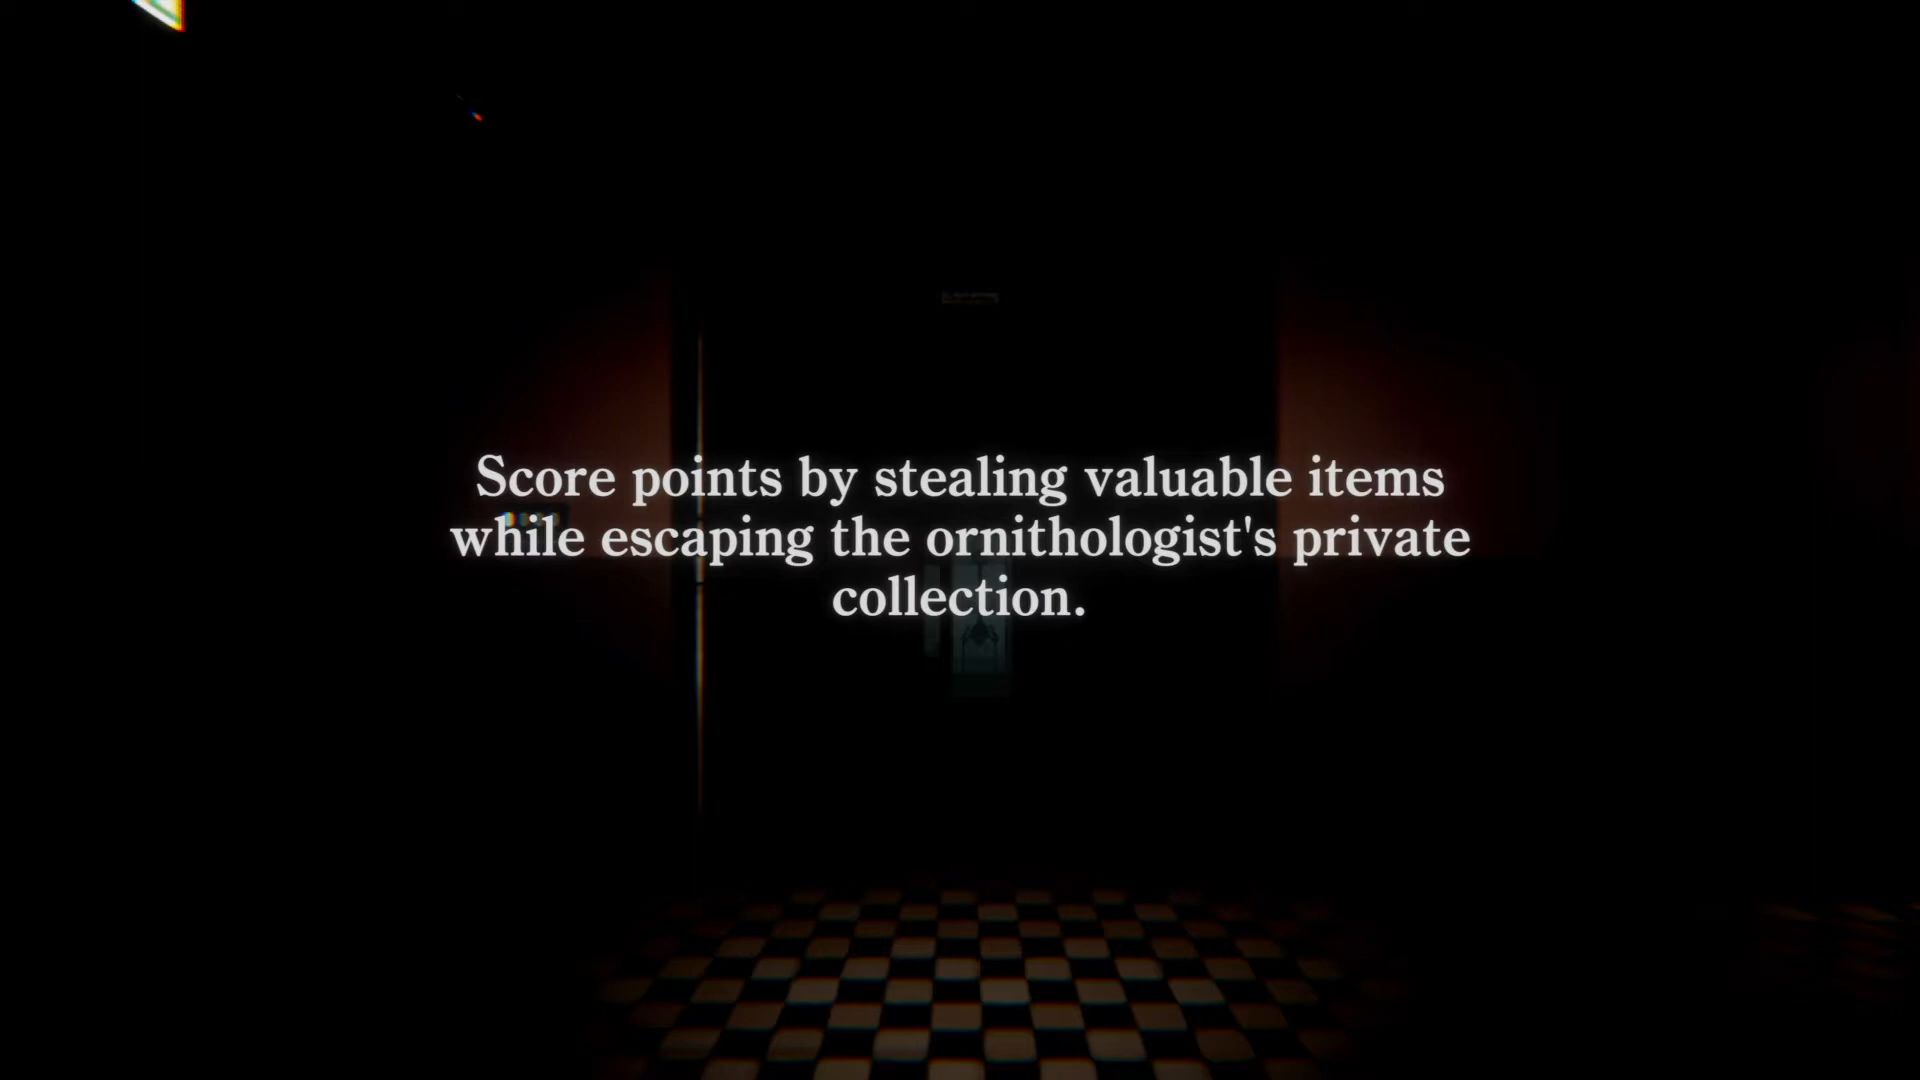 Score points by stealing valuable items
while escaping the ornithologist's private
collection.